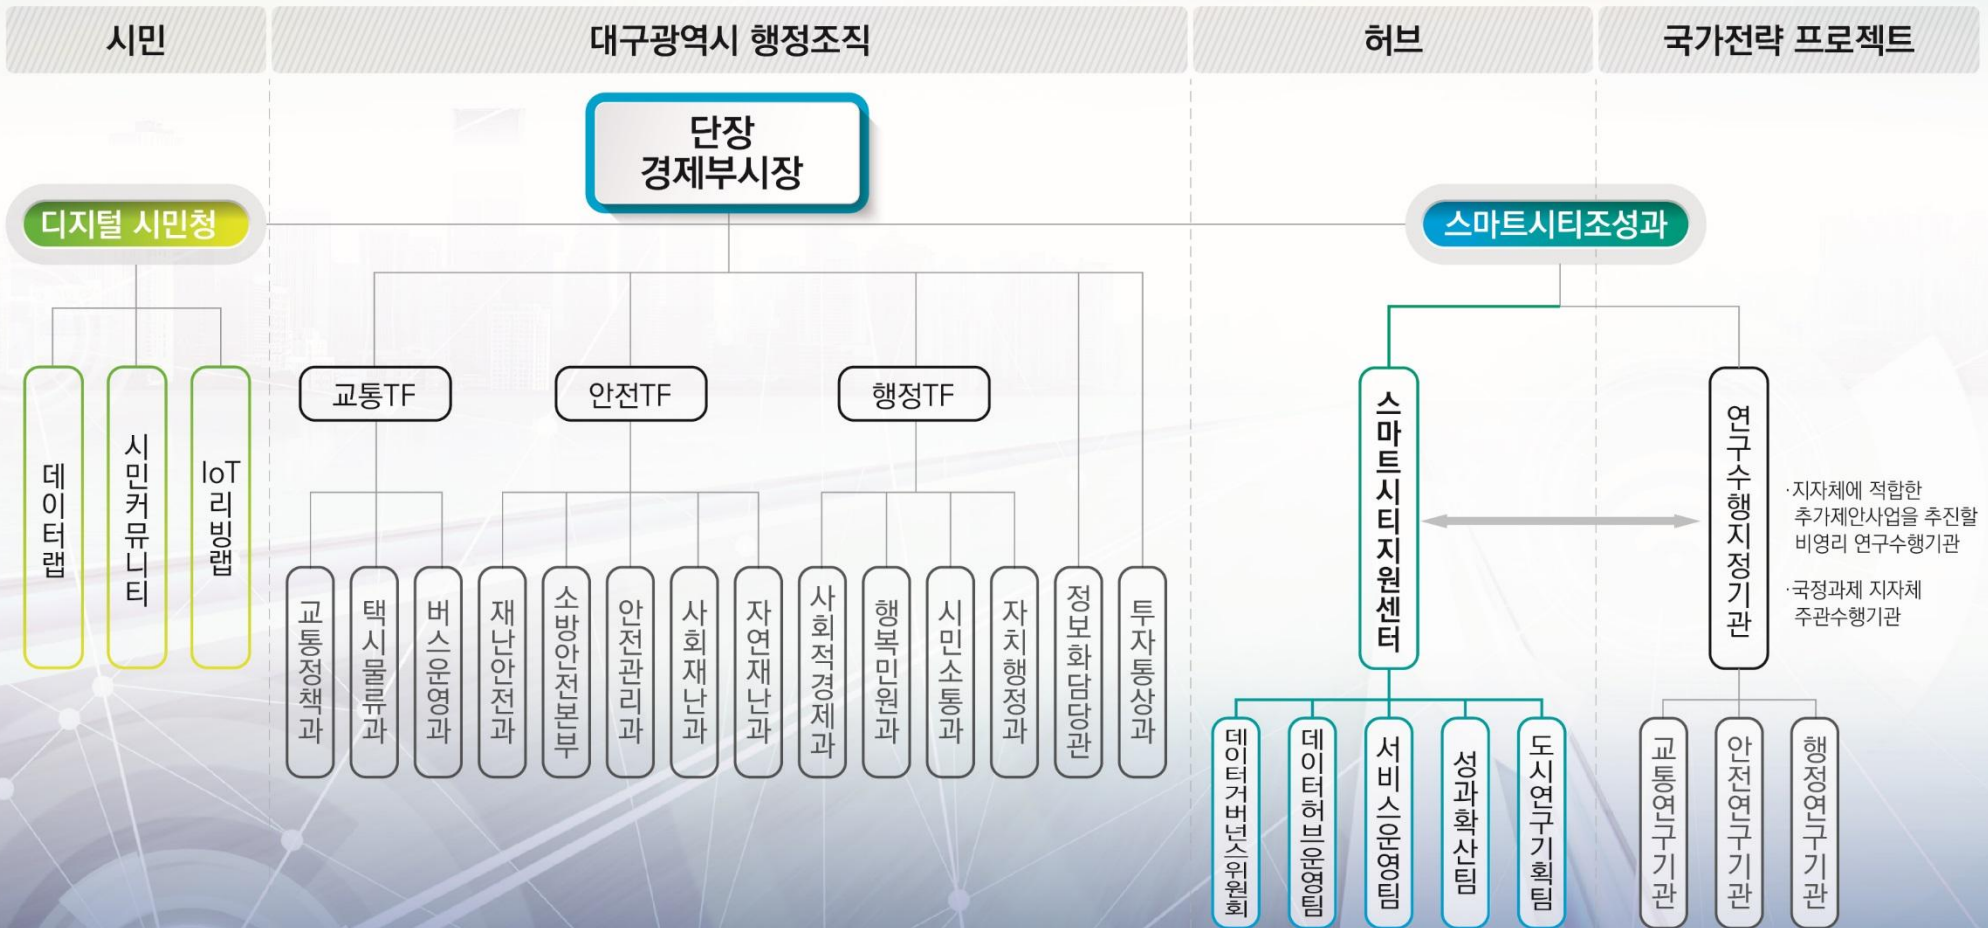 시민
대구광역시 행정조직
허브
국가전략 프로젝트
단장
경제부시장
디지털 시민청
스마트시티조성과
데이터랩
시민커뮤니티
IoT리빙랩
교통TF
안전TF
행정TF
교통정책과
택시물류과
버스운영과
재난안전과
소방안전본부
안전관리과
사회재난과
자연재난과
사회적경제과
행복민원과
시민소통과
자치행정과
정보화담당관
투자통상과
스마트시티지원센터
연구수행지정기관
·지자체에 적합한
추가제안사업을 추진할
비영리 연구수행기관
·국정과제 지자체
주관수행기관
데이터거버넌스위원회
데이터허브운영팀
서비스운영팀
성과확산팀
도시연구기획팀
교통연구기관
안전연구기관
행정연구기관